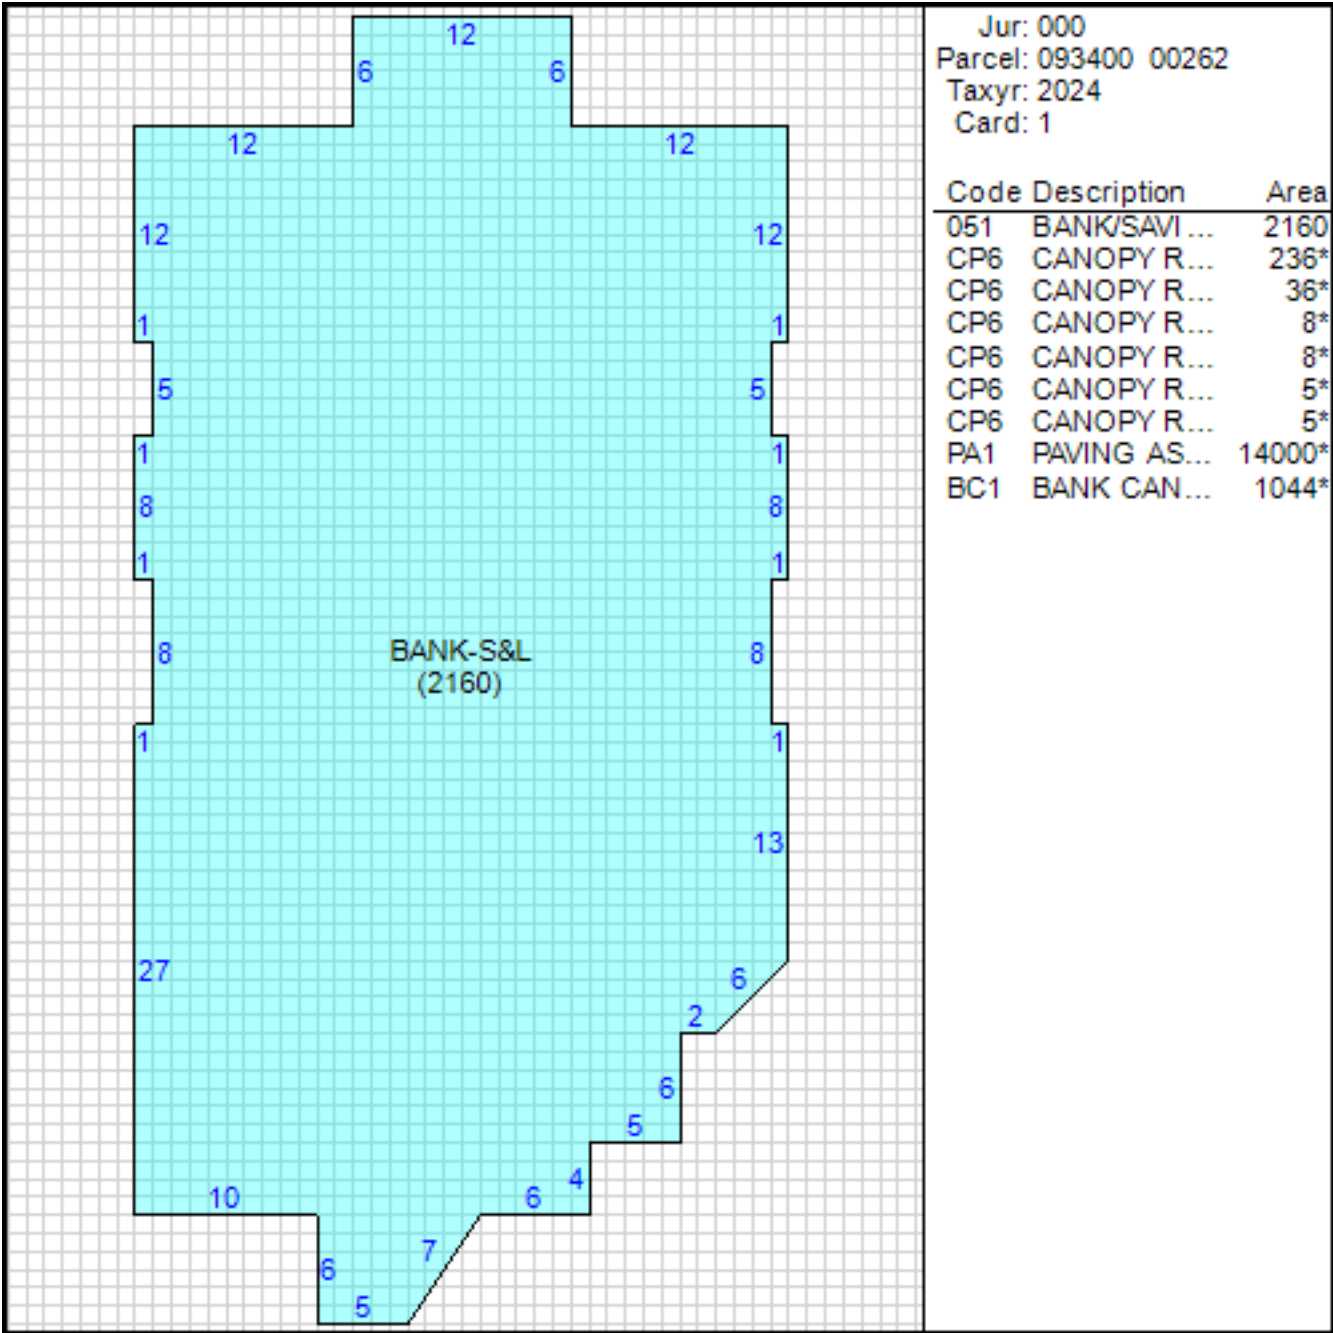 12
6 6
12 12
12 12
1 1
5 5
1 1
8 8
1 1
8 8
BANK-S&L
(2160)
1 1
13
27
6
2
6
5
4
10 6
7
6
5
Jur: 000
Parcel: 093400 00262
Taxyr: 2024
Card: 1
Code Description Area
051 BANK/SAVI... 2160
CP6 CANOPY R... 236*
CP6 CANOPY R... 36*
CP6 CANOPY R... 8*
CP6 CANOPY R... 8*
CP6 CANOPY R... 5*
CP6 CANOPY R... 5*
PA1 PAVING AS... 14000*
BC1 BANK CAN... 1044*